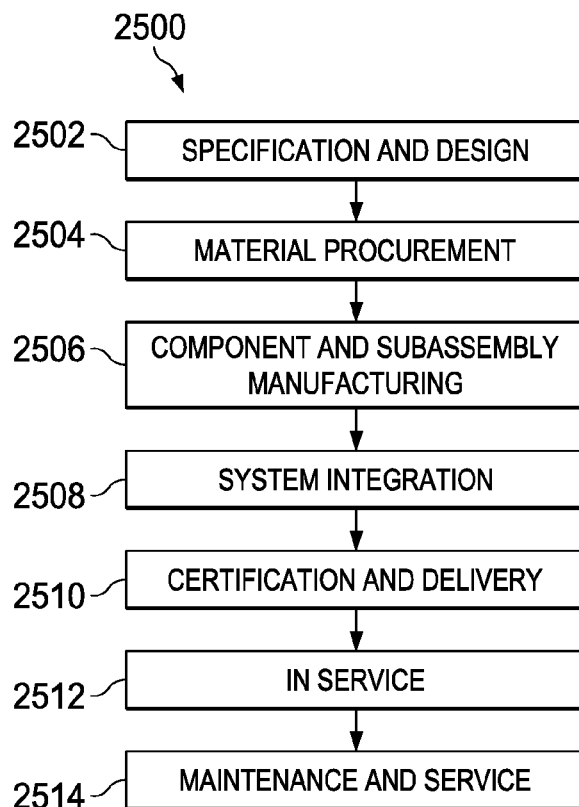 2500
2502
SPECIFICATION AND DESIGN
2504
MATERIAL PROCUREMENT
2506
COMPONENT AND SUBASSEMBLY
MANUFACTURING
2508
SYSTEM INTEGRATION
2510
CERTIFICATION AND DELIVERY
2512
IN SERVICE
2514
MAINTENANCE AND SERVICE